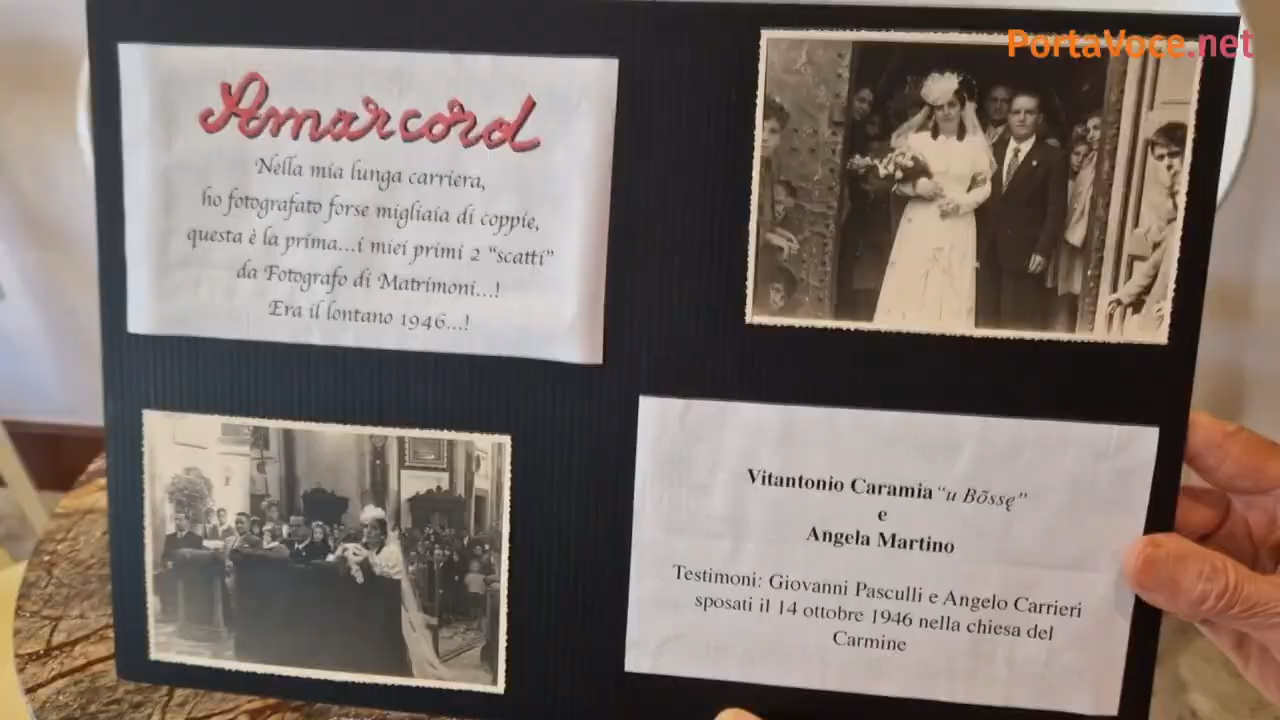 PortaVoce.net
Amarcord
Nella mia lunga carriera,
ho fotografato forse migliaia di coppie,
questa è la prima...i miei primi 2 "scatti"
da Fotografo di Matrimoni...!
Era il lontano 1946...!
Vitantonio Caramia "u Bõssę"
e
Angela Martino
Testimoni: Giovanni Pasculli e Angelo Carrieri
sposati il 14 ottobre 1946 nella chiesa del
Carmine